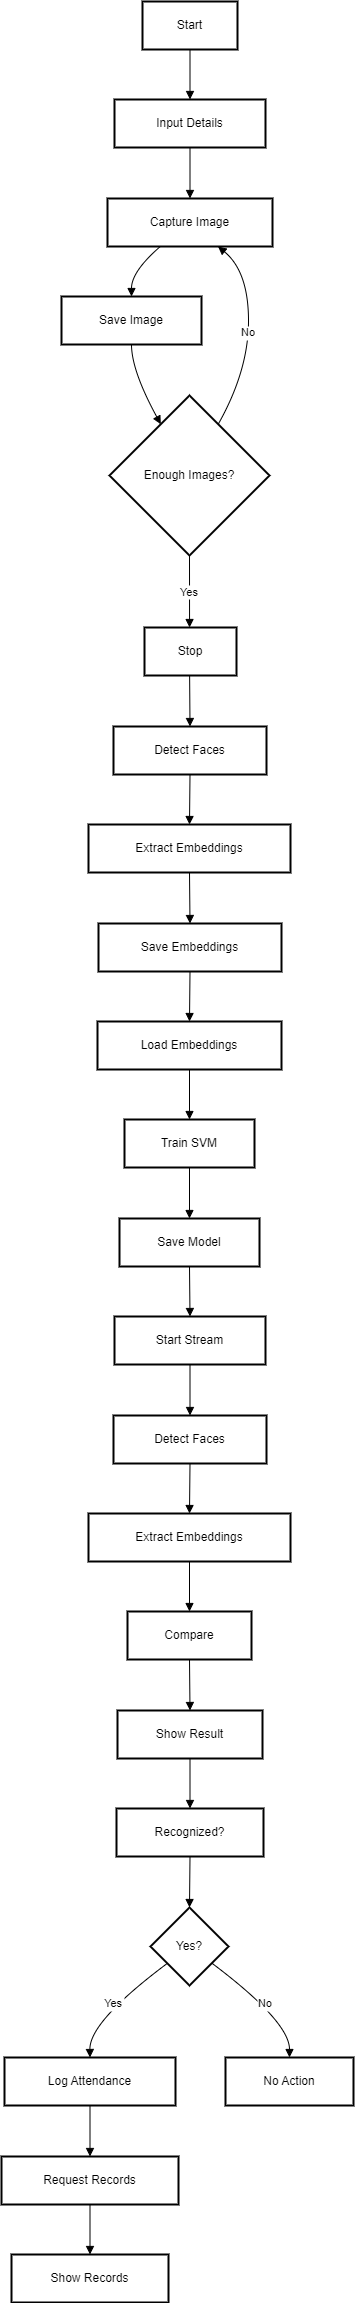 Start
Input Details
Capture Image
Save Image
No
Enough Images?
Yes
Stop
Detect Faces
Extract Embeddings
Save Embeddings
Load Embeddings
Train SVM
Save Model
Start Stream
Detect Faces
Extract Embeddings
Compare
Show Result
Recognized?
Yes?
Yes
No
Log Attendance
No Action
Request Records
Show Records